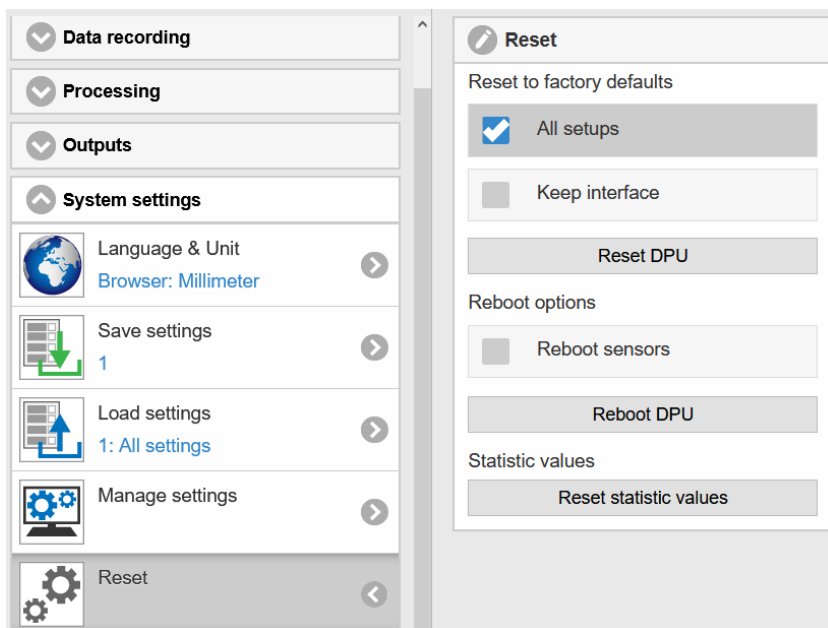 Data recording
Processing
Outputs
System settings
Language & Unit
Browser: Millimeter
Save settings
1
Load settings
1: All settings
Manage settings
Reset
Reset
Reset to factory defaults
All setups
Keep interface
Reset DPU
Reboot options
Reboot sensors
Reboot DPU
Statistic values
Reset statistic values